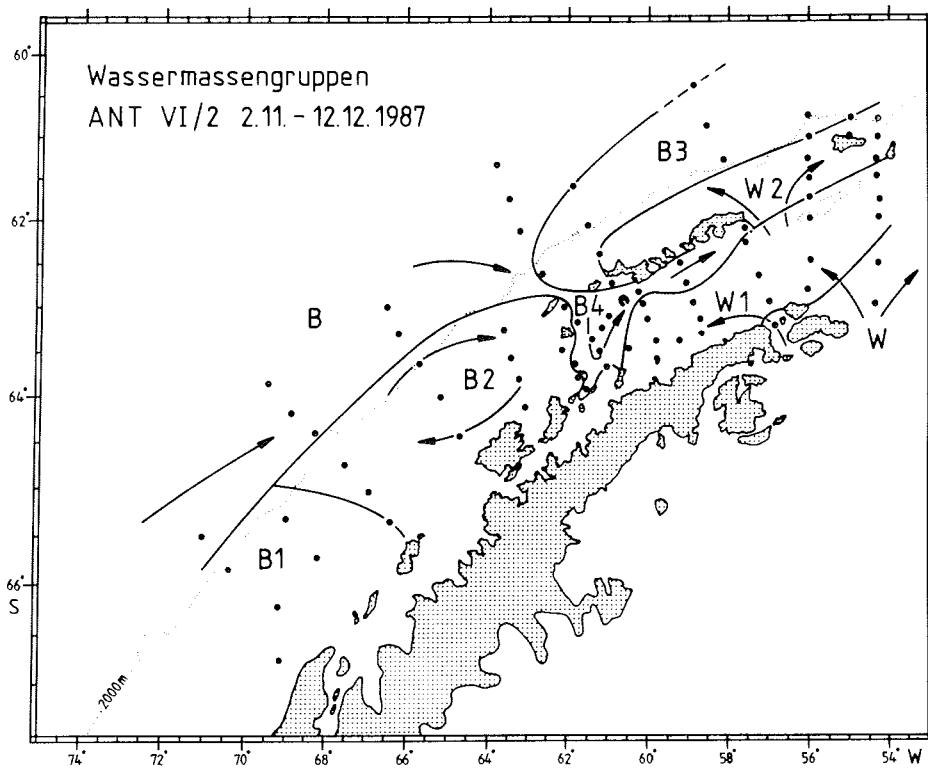 60°
Wassermassengruppen
ANT VI/2 2.11. - 12.12.1987
B3
W2
62°
B4
W1
B
W
B2
64°
B1
66°
S
2000m
74° 72° 70° 68° 66° 64° 62° 60° 58° 56° 54° W